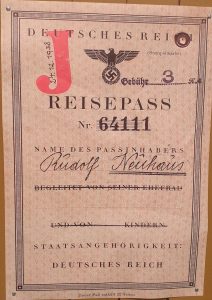 DEUTSCHES REICH
J
Gebühr 3 RM
REISEPASS
Nr. 64111
NAME DES PASSINHABERS
Rudolf Neuhaus
BEGLEITET VON SEINER EHEFRAU
UND VON KINDERN
STAATSANGEHÖRIGKEIT:
DEUTSCHES REICH